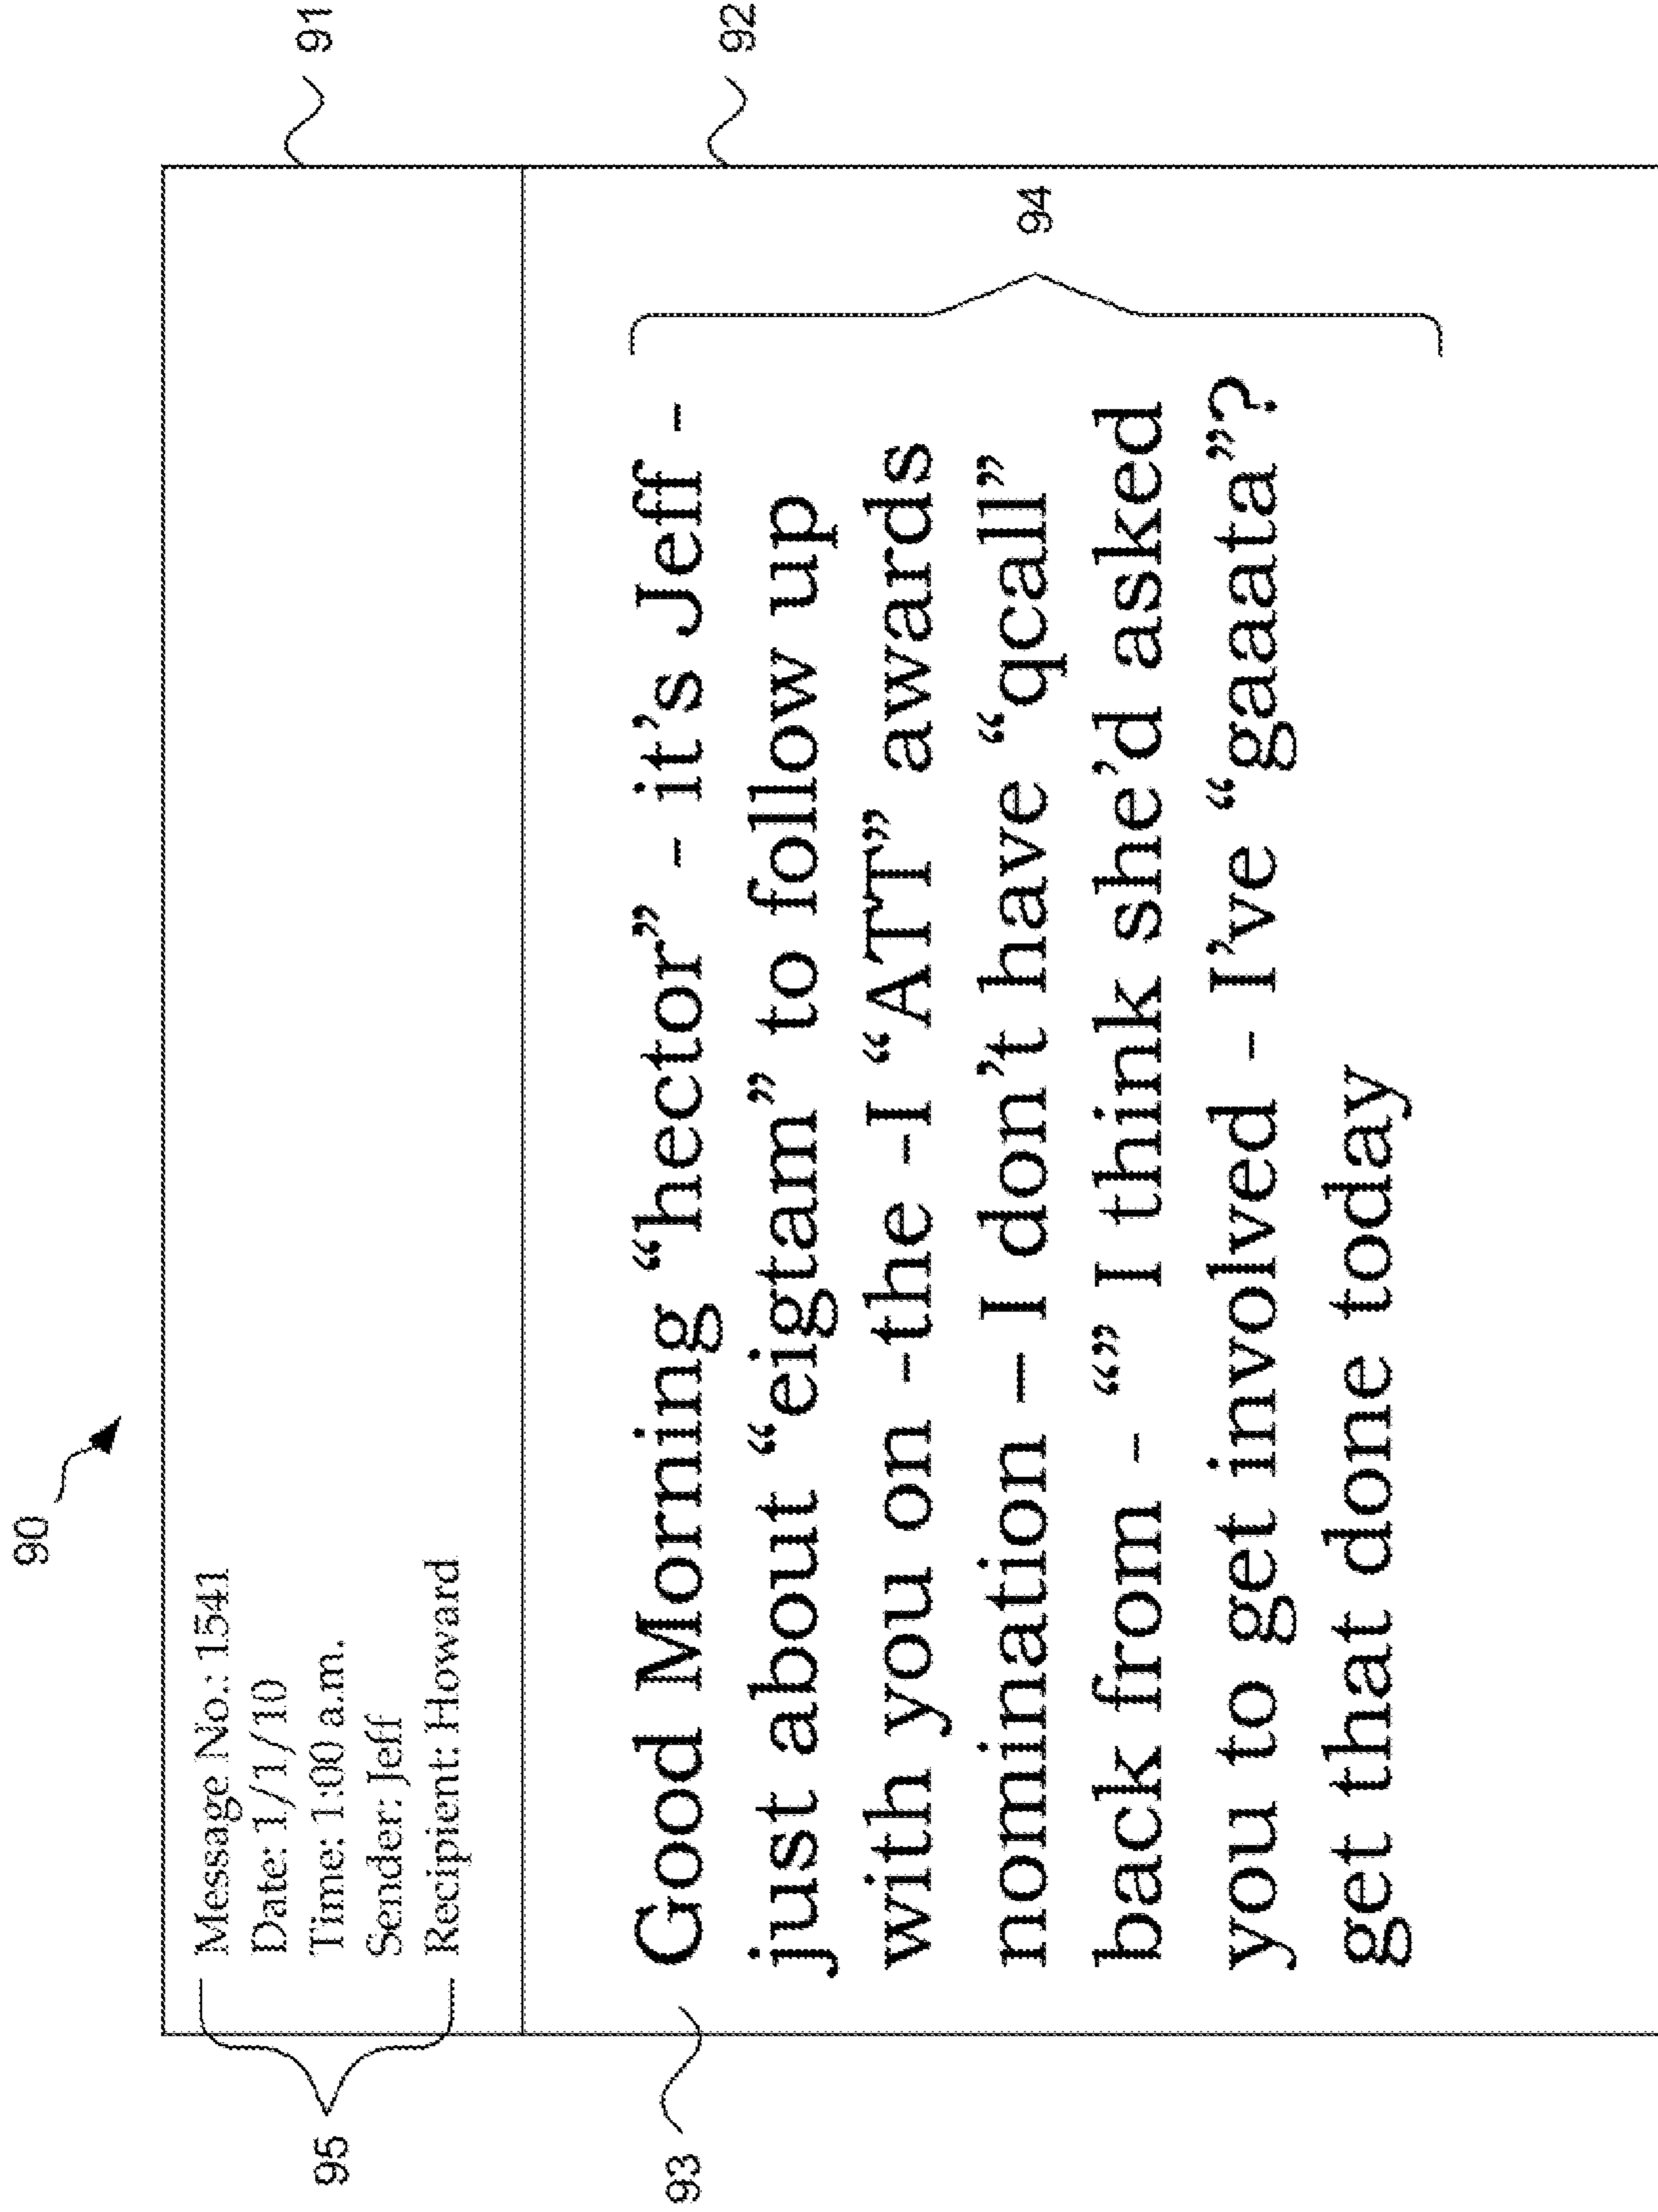 90
91
Message No.: 1541
Date: 1/1/10
Time: 1:00 a.m.
Sender: Jeff
Recipient: Howard
95
92
93
Good Morning “hector” - it’s Jeff -
just about “eigtam” to follow up
with you on -the -I “ATT” awards
nomination – I don’t have “qcall”
back from - “” I think she’d asked
you to get involved - I’ve “gaaata”?
get that done today
94